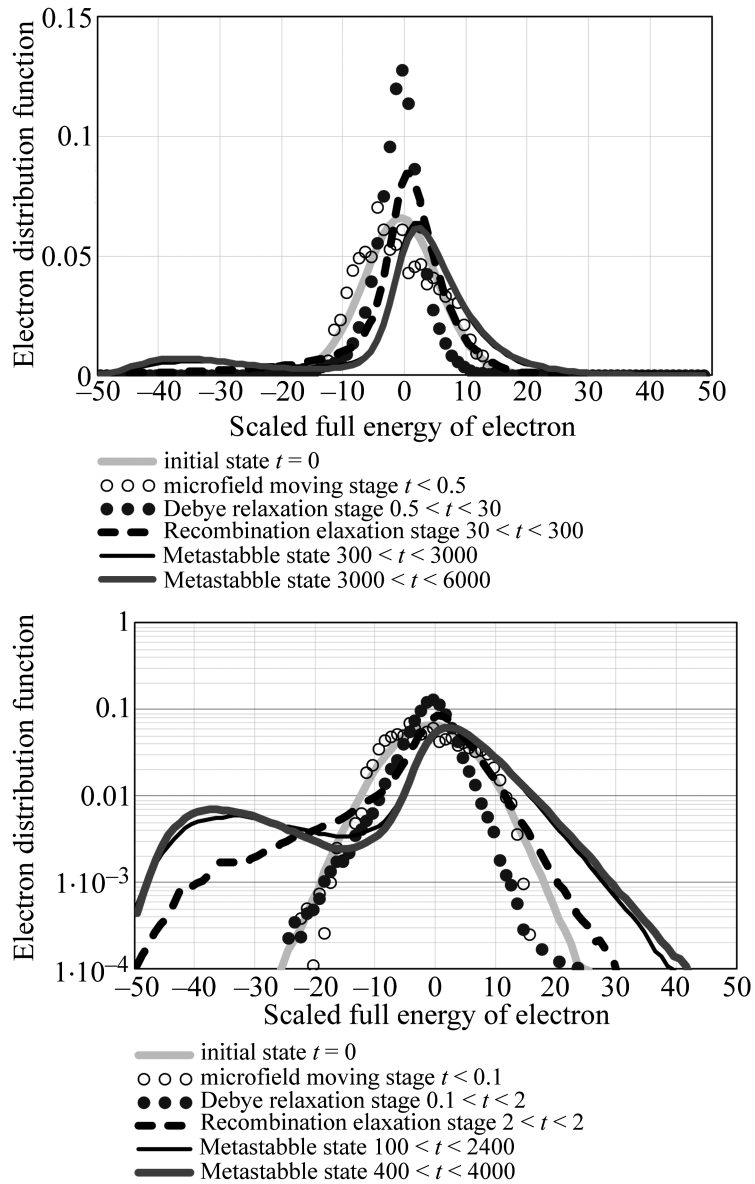 0.15
0.1
0.05
0
Electron distribution function
–50 –40 –30 –20 –10 0 10 20 30 40 50
Scaled full energy of electron
initial state t = 0
microfield moving stage t < 0.5
Debye relaxation stage 0.5 < t < 30
Recombination elaxation stage 30 < t < 300
Metastabble state 300 < t < 3000
Metastabble state 3000 < t < 6000
1
0.1
0.01
1·10–3
1·10–4
Electron distribution function
–50 –40 –30 –20 –10 0 10 20 30 40 50
Scaled full energy of electron
initial state t = 0
microfield moving stage t < 0.1
Debye relaxation stage 0.1 < t < 2
Recombination elaxation stage 2 < t < 2
Metastabble state 100 < t < 2400
Metastabble state 400 < t < 4000